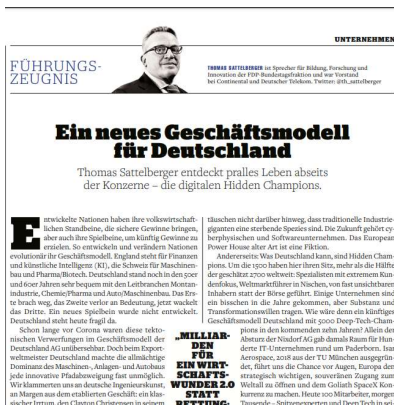 UNTERNEHMEN
FÜHRUNGS-
ZEUGNIS
THOMAS SATTELBERGER ist Sprecher für Bildung, Forschung und
Innovation der FDP-Bundestagsfraktion und war Vorstand
bei Continental und Deutscher Telekom, Twitter: @th_sattelberger
Ein neues Geschäftsmodell
für Deutschland
Thomas Sattelberger entdeckt pralles Leben abseits
der Konzerne – die digitalen Hidden Champions.
Entwickelte Nationen haben ihre volkswirtschaft-
lichen Standbeine, die sichere Gewinne bringen,
aber auch ihre Spielbeine, um künftig Gewinne zu
erzielen. So entwickeln und verändern Nationen
evolutionär ihr Geschäftsmodell. England steht für Finanzen
und künstliche Intelligenz (KI), die Schweiz für Maschinen-
bau und Pharma/Biotech. Deutschland stand noch in den 50er
und 60er Jahren sehr bequem mit den Leitbranchen Montan-
industrie, Chemie/Pharma und Auto/Maschinenbau. Das Ers-
te brach weg, das Zweite verlor an Bedeutung, jetzt wackelt
das Dritte. Ein neues Spielbein wurde nicht entwickelt.
Deutschland steht heute fragil da.
Schon lange vor Corona waren diese tekto-
nischen Verwerfungen im Geschäftsmodell der
Deutschland AG unübersehbar. Doch beim Export-
weltmeister Deutschland machte die allmächtige
Dominanz des Maschinen-, Anlagen- und Autobaus
jede innovative Pfadabzweigung fast unmöglich.
Wir klammerten uns an deutsche Ingenieurskunst,
an Margen aus dem etablierten Geschäft: ein klas-
sischer Irrtum, den Clayton Christensen in seinem
täuschen nicht darüber hinweg, dass traditionelle Industrie-
giganten eine sterbende Spezies sind. Die Zukunft gehört cy-
berphysischen und Softwareunternehmen. Das European
Power House alter Art ist eine Fiktion.
Andererseits: Was Deutschland kann, sind Hidden Cham-
pions. Um die 1500 haben hier ihren Sitz, mehr als die Hälfte
der geschätzt 2700 weltweit: Spezialisten mit extremem Kun-
denfokus, Weltmarktführer in Nischen, von fast unsichtbaren
Inhabern statt der Börse geführt. Einige Unternehmen sind
ein bisschen in die Jahre gekommen, aber Substanz und
Transformationswillen tragen. Wie wäre denn ein künftiges
Geschäftsmodell Deutschland mit 5000 Deep-Tech-Cham-
pions in den kommenden zehn Jahren? Allein der
Absturz der Nixdorf AG gab damals Raum für Hun-
derte IT-Unternehmen rund um Paderborn. Isar
Aerospace, 2018 aus der TU München ausgegrün-
det, führt uns die Chance vor Augen, Europa den
strategisch wichtigen, souveränen Zugang zum
Weltall zu öffnen und dem Goliath SpaceX Kon-
kurrenz zu machen. Heute 100 Mitarbeiter, morgen
Tausende – Spitzenexperten und Deep Tech in sei-
„MILLIAR-
DEN
FÜR
EIN WIRT-
SCHAFTS-
WUNDER 2.0
STATT
RETTUNG-